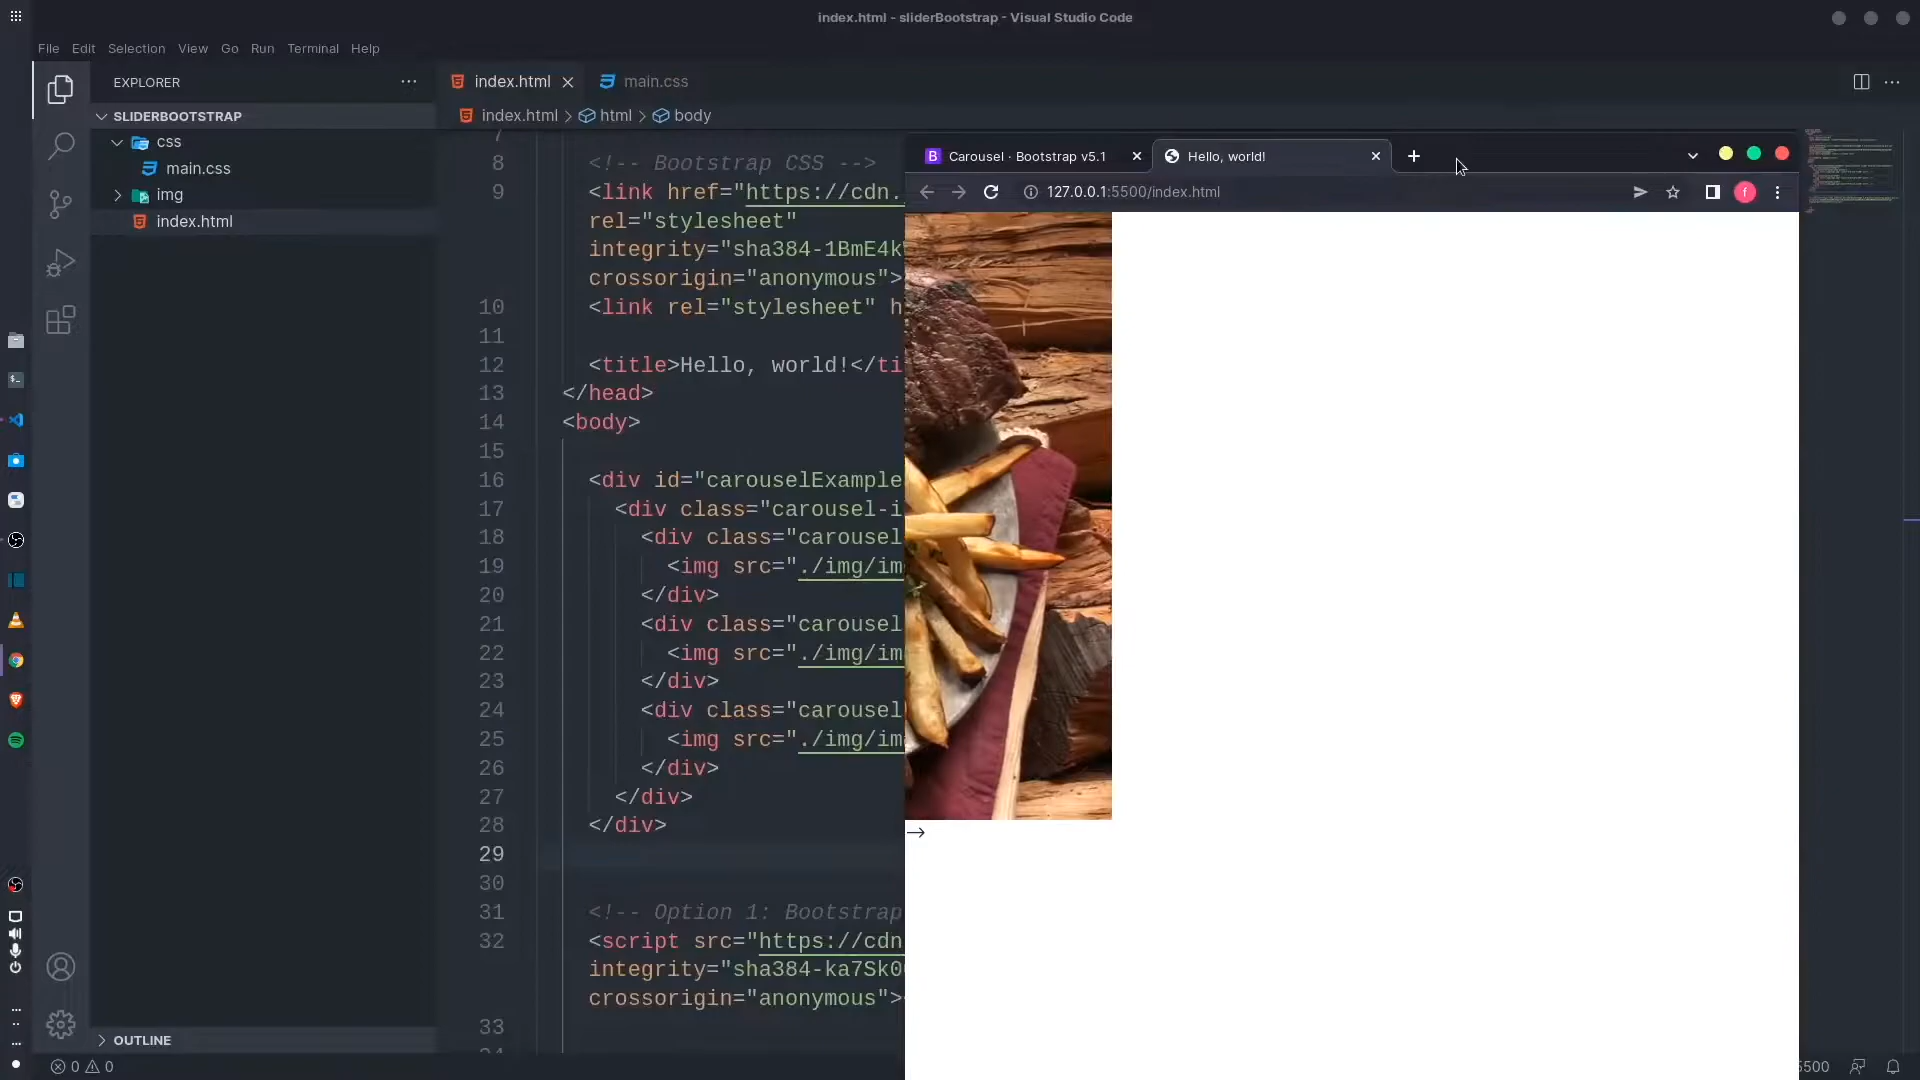 index.html - sliderBootstrap - Visual Studio Code
File Edit Selection View Go Run Terminal Help
EXPLORER
SLIDERBOOTSTRAP
css
main.css
img
index.html
OUTLINE
index.html main.css
index.html > html > body
7
8 <!-- Bootstrap CSS -->
9 <link href="https://cdn.
rel="stylesheet"
integrity="sha384-1BmE4k
crossorigin="anonymous">
10 <link rel="stylesheet" h
11
12 <title>Hello, world!</ti
13 </head>
14 <body>
15
16 <div id="carouselExample
17 <div class="carousel-i
18 <div class="carousel
19 <img src="./img/im
20 </div>
21 <div class="carousel
22 <img src="./img/im
23 </div>
24 <div class="carousel
25 <img src="./img/im
26 </div>
27 </div>
28 </div>
29
30
31 <!-- Option 1: Bootstrap
32 <script src="https://cdn
integrity="sha384-ka7Sk0
crossorigin="anonymous">
33
Carousel · Bootstrap v5.1
Hello, world!
127.0.0.1:5500/index.html
f
-->
0 0
5500